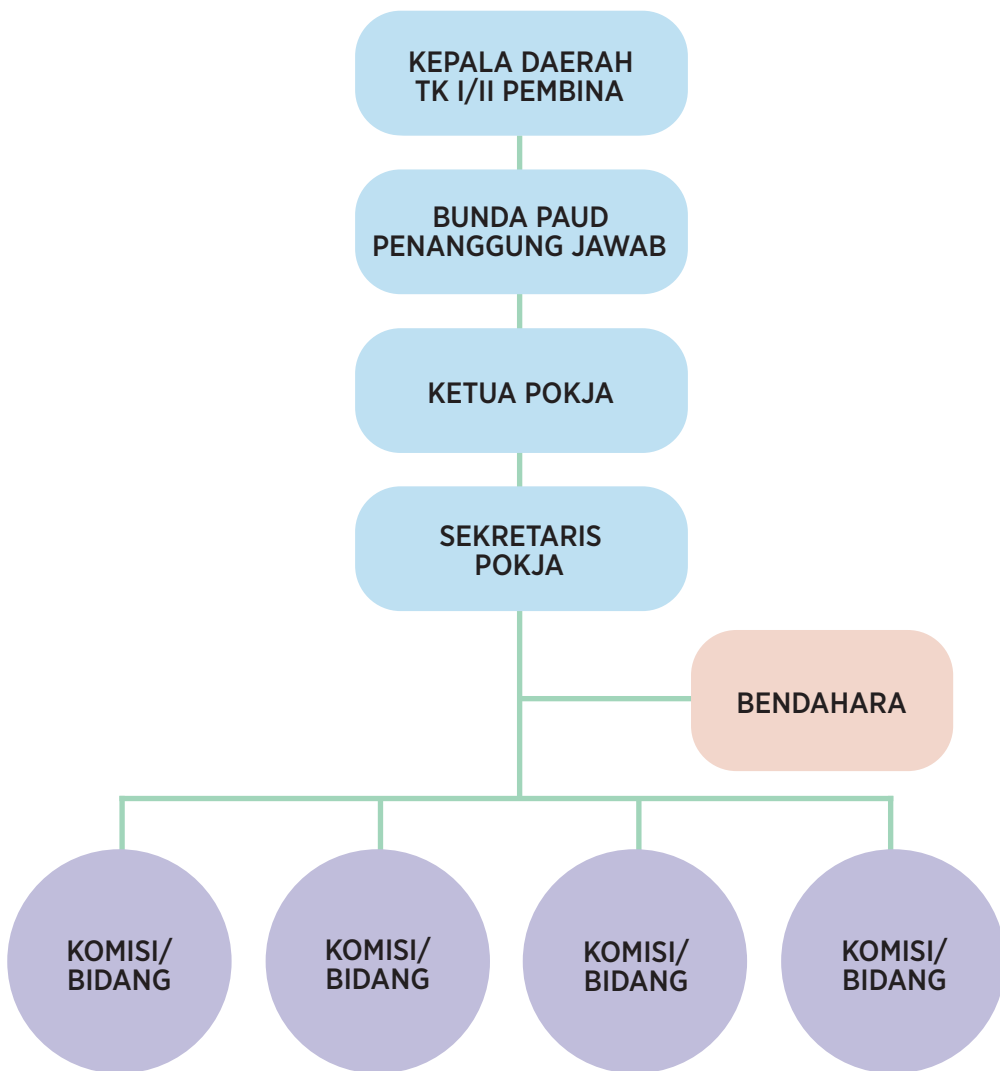 KEPALA DAERAH
TK I/II PEMBINA
BUNDA PAUD
PENANGGUNG JAWAB
KETUA POKJA
SEKRETARIS
POKJA
BENDAHARA
KOMISI/
BIDANG
KOMISI/
BIDANG
KOMISI/
BIDANG
KOMISI/
BIDANG